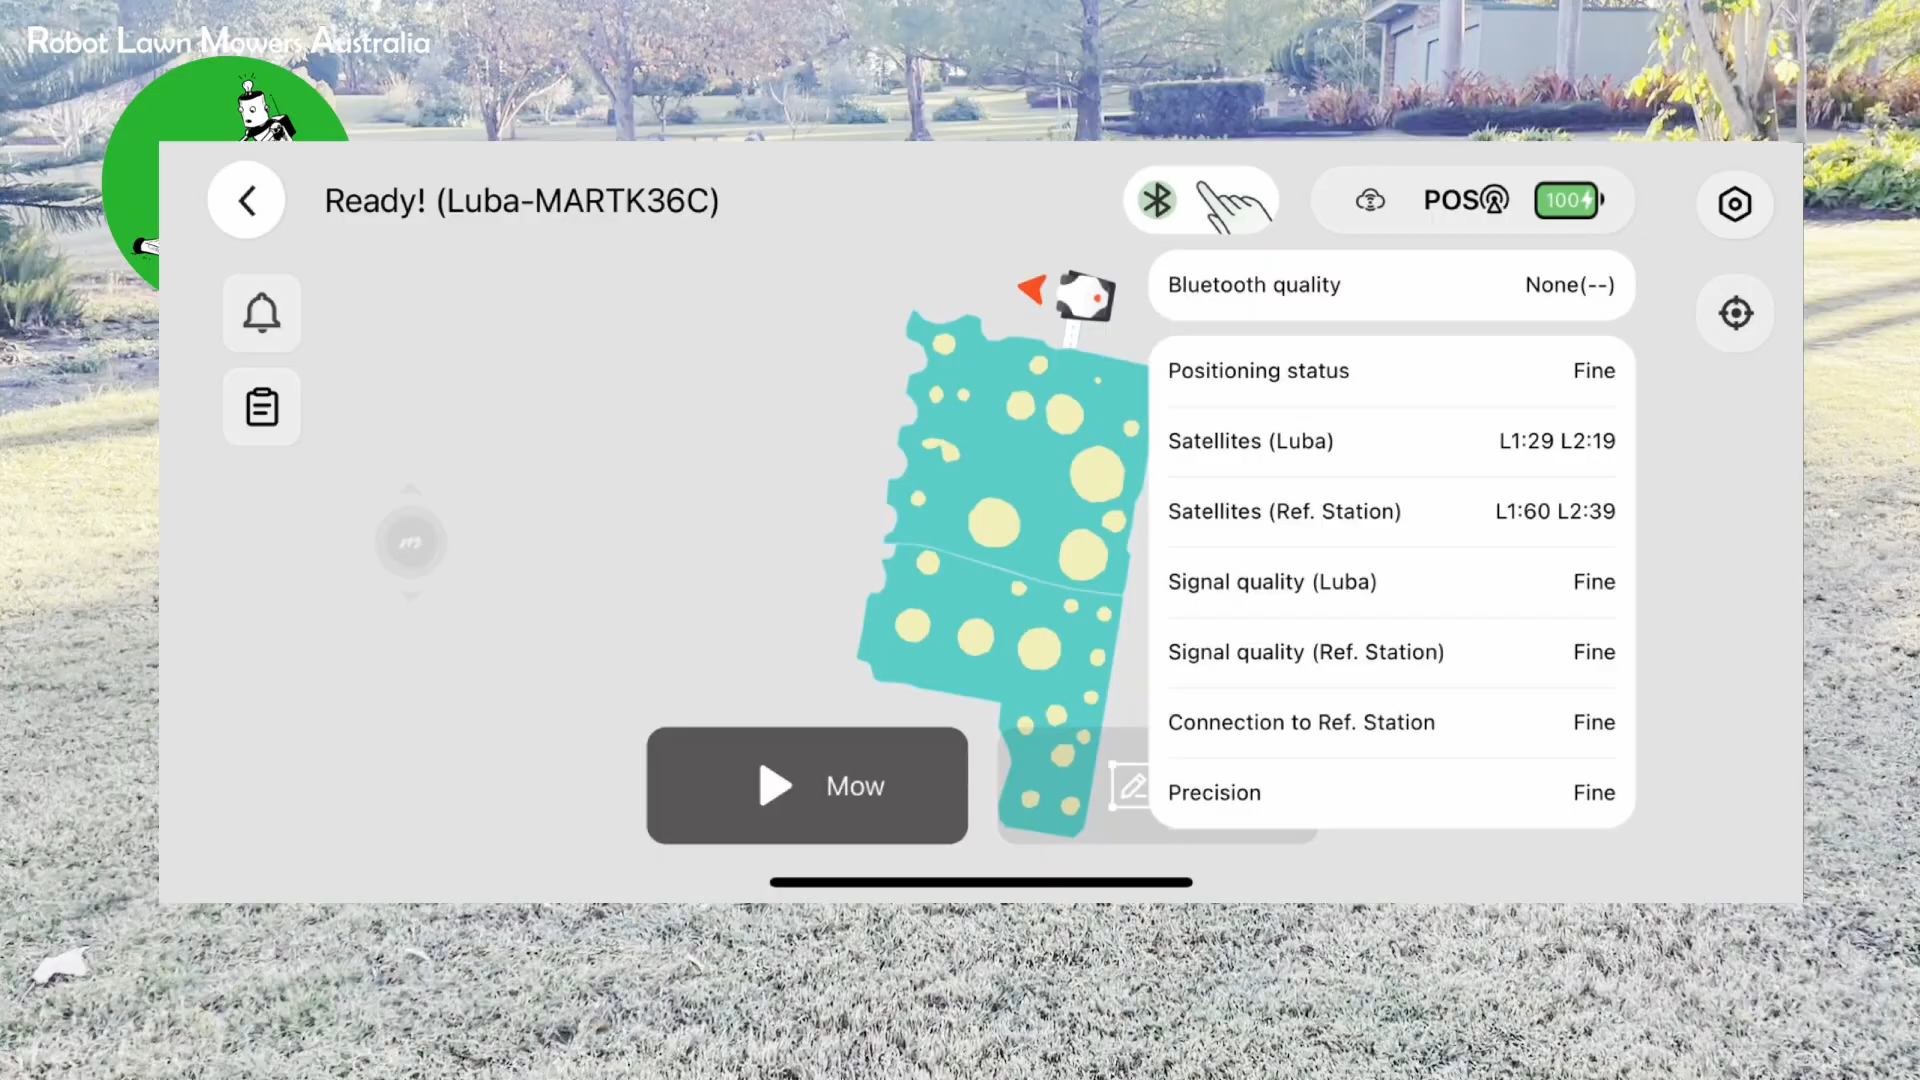 Robot Lawn Mowers Australia
Ready! (Luba-MARTK36C)
POS
100
Bluetooth quality None(--)
Positioning status Fine
Satellites (Luba) L1:29 L2:19
Satellites (Ref. Station) L1:60 L2:39
Signal quality (Luba) Fine
Signal quality (Ref. Station) Fine
Connection to Ref. Station Fine
Precision Fine
m
Mow